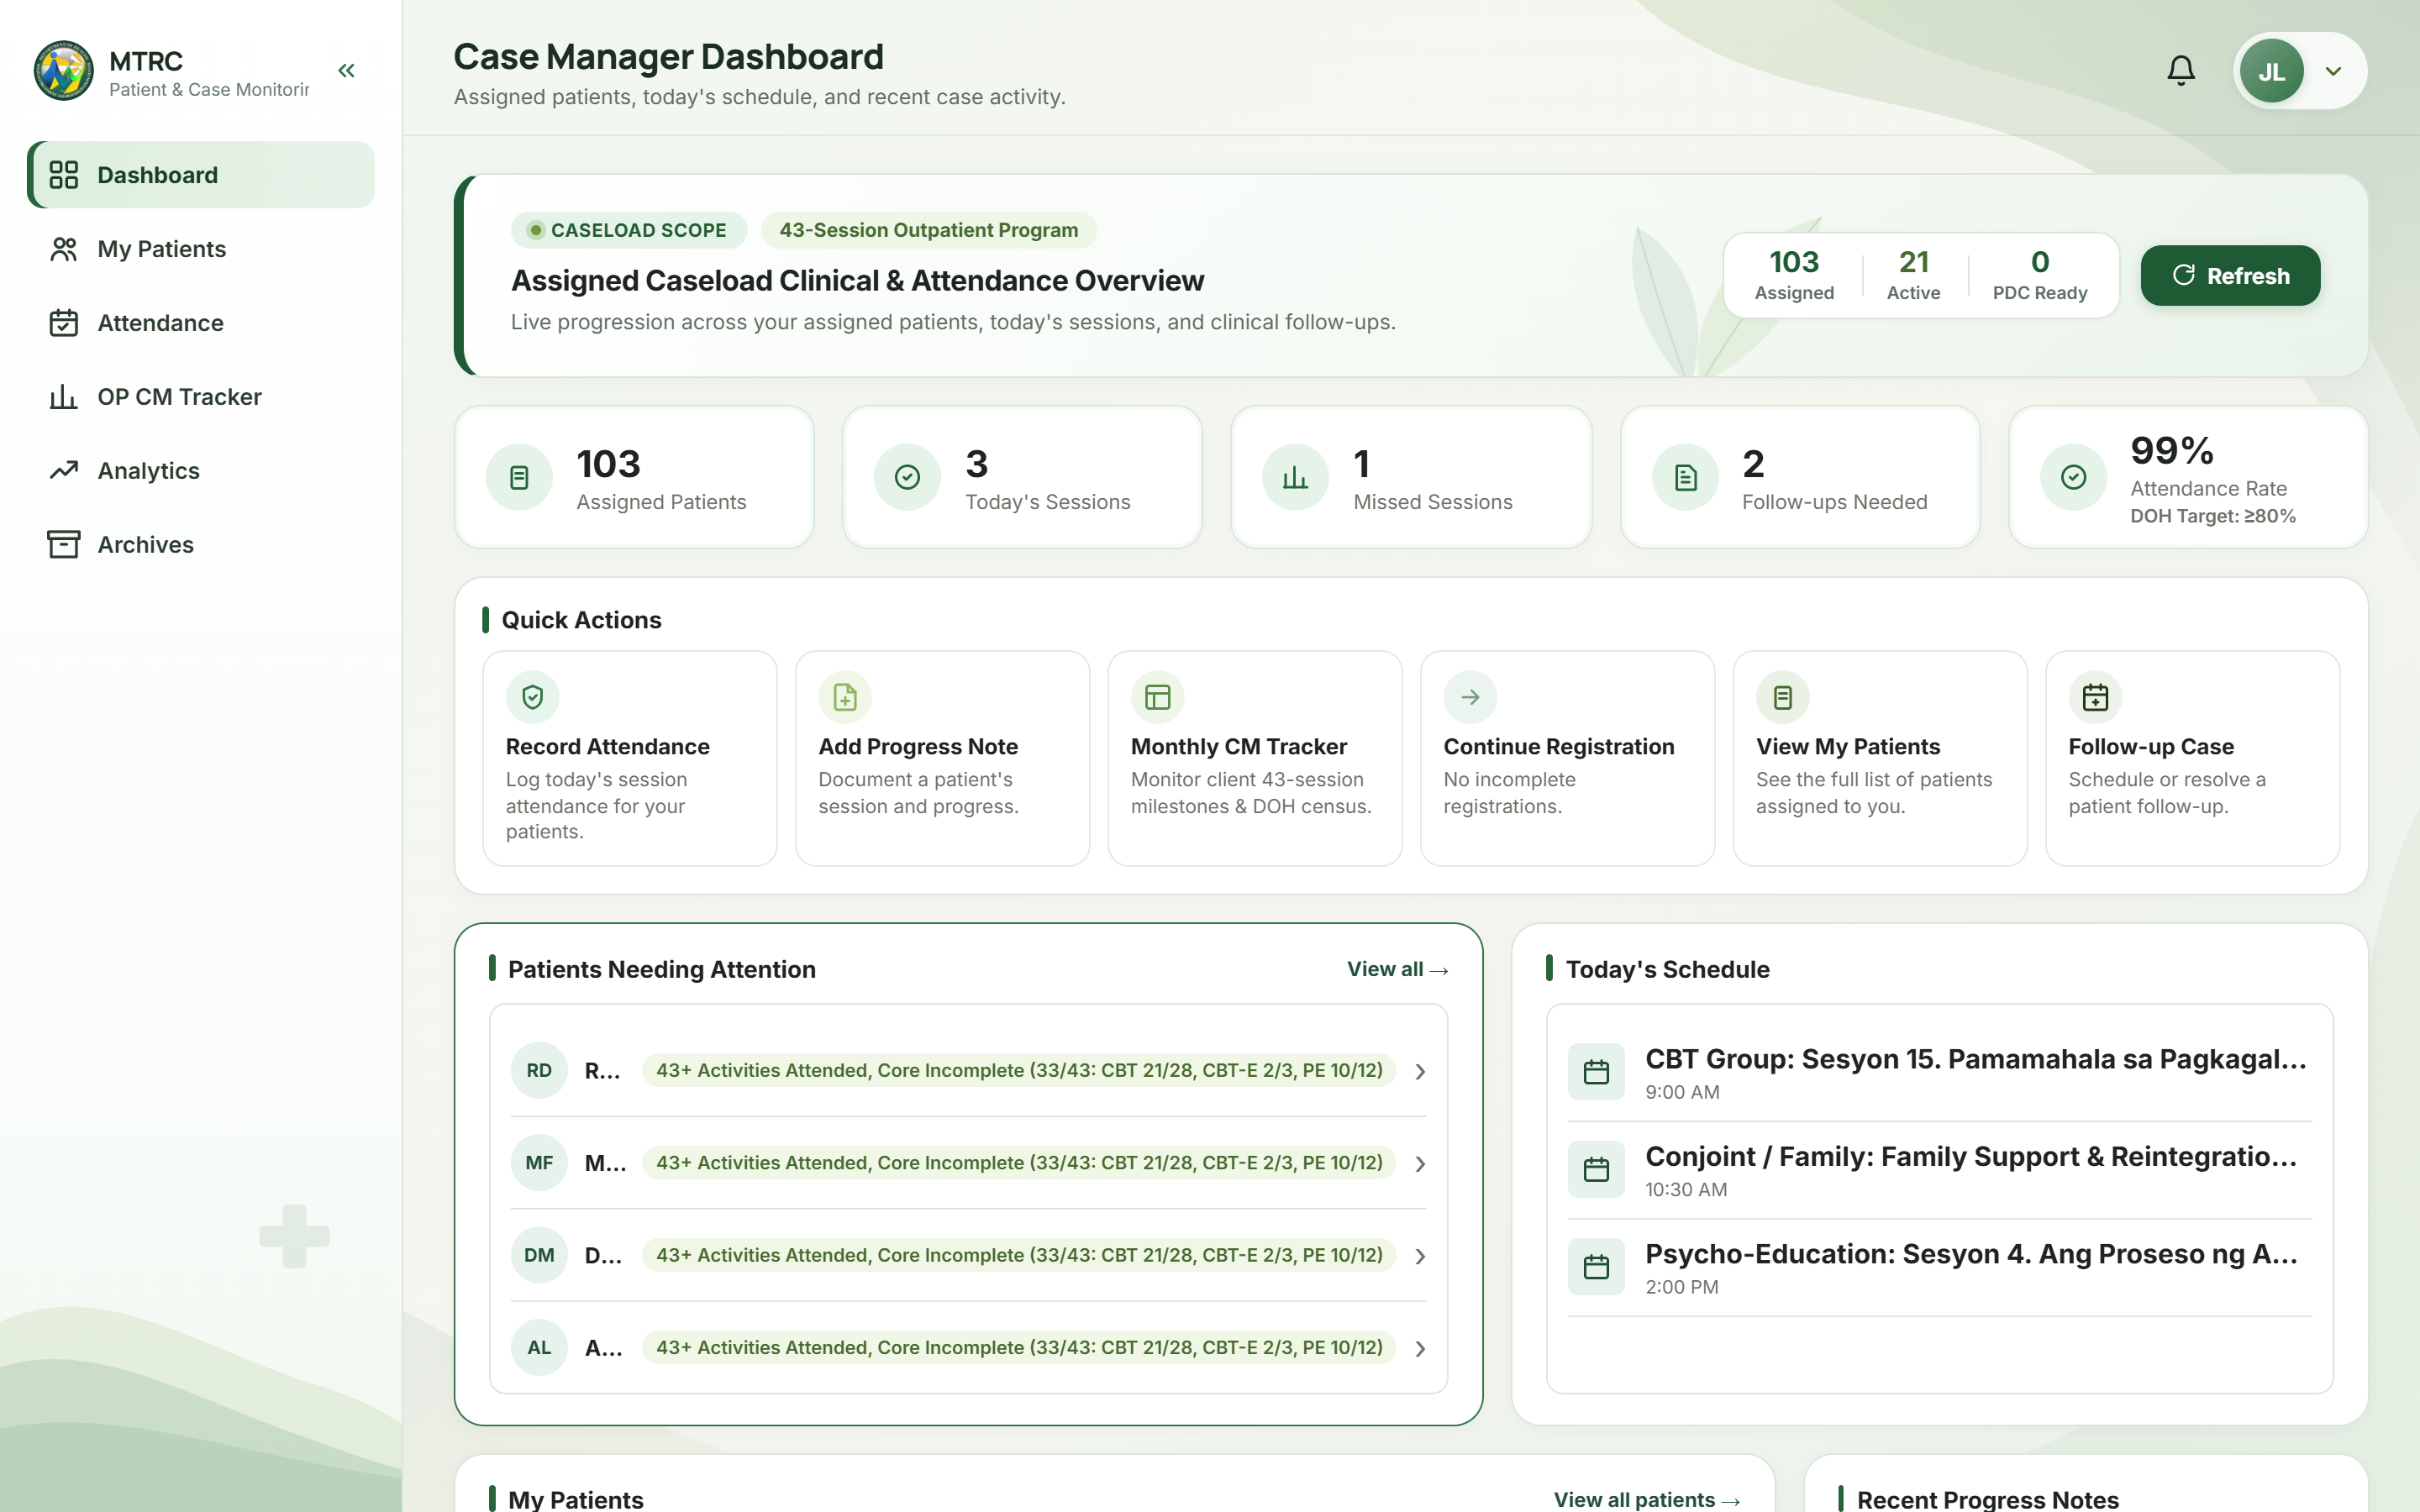 MTRC
Patient & Case Monitorir
Dashboard
My Patients
Attendance
OP CM Tracker
Analytics
Archives
Case Manager Dashboard
Assigned patients, today's schedule, and recent case activity.
JL
CASELOAD SCOPE
43-Session Outpatient Program
Assigned Caseload Clinical & Attendance Overview
Live progression across your assigned patients, today's sessions, and clinical follow-ups.
103
Assigned
21
Active
0
PDC Ready
Refresh
103
Assigned Patients
3
Today's Sessions
1
Missed Sessions
2
Follow-ups Needed
99%
Attendance Rate
DOH Target: ≥80%
Quick Actions
Record Attendance
Log today's session
attendance for your
patients.
Add Progress Note
Document a patient's
session and progress.
Monthly CM Tracker
Monitor client 43-session
milestones & DOH census.
Continue Registration
No incomplete
registrations.
View My Patients
See the full list of patients
assigned to you.
Follow-up Case
Schedule or resolve a
patient follow-up.
Patients Needing Attention
View all →
RD
R...
43+ Activities Attended, Core Incomplete (33/43: CBT 21/28, CBT-E 2/3, PE 10/12)
MF
M...
43+ Activities Attended, Core Incomplete (33/43: CBT 21/28, CBT-E 2/3, PE 10/12)
DM
D...
43+ Activities Attended, Core Incomplete (33/43: CBT 21/28, CBT-E 2/3, PE 10/12)
AL
A...
43+ Activities Attended, Core Incomplete (33/43: CBT 21/28, CBT-E 2/3, PE 10/12)
Today's Schedule
CBT Group: Sesyon 15. Pamamahala sa Pagkagal...
9:00 AM
Conjoint / Family: Family Support & Reintegratio...
10:30 AM
Psycho-Education: Sesyon 4. Ang Proseso ng A...
2:00 PM
My Patients
View all patients →
Recent Progress Notes